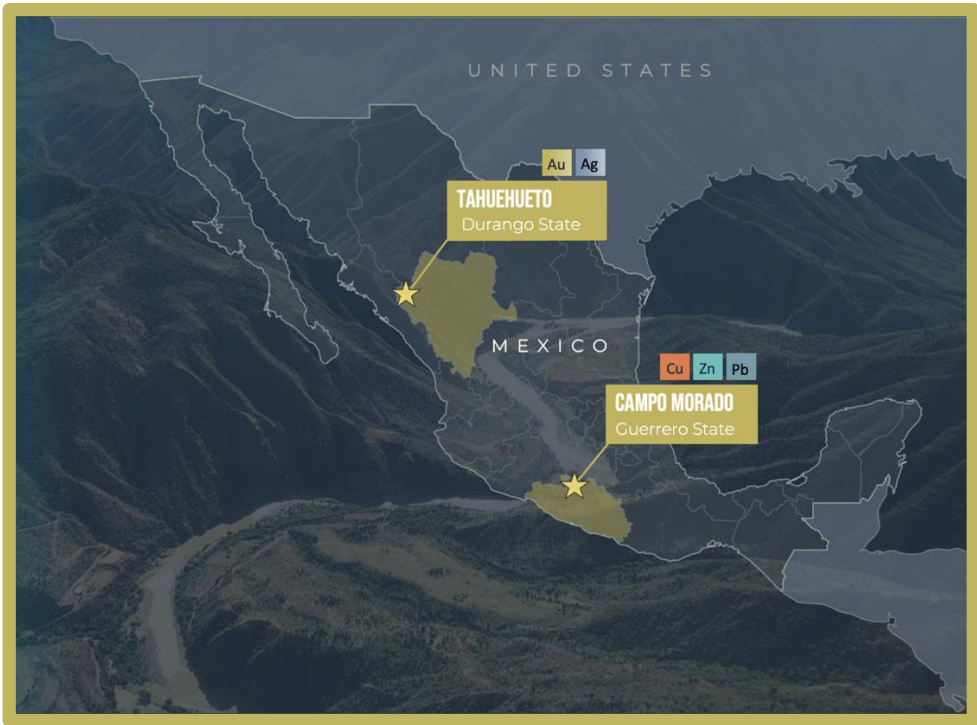 UNITED STATES
Au Ag
TAHUEHUETO
Durango State
MEXICO
Cu Zn Pb
CAMPO MORADO
Guerrero State